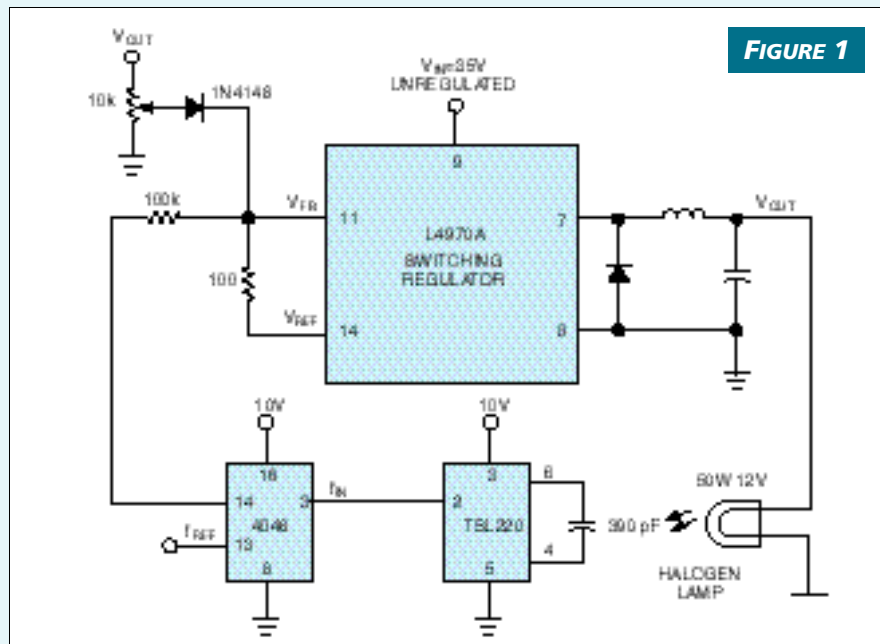 FIGURE 1
VOUT
10k
1N4148
VIN=35V
UNREGULATED
9
100k
VFB
11
L4970A
SWITCHING
REGULATOR
7
VOUT
100
VREF
14
8
10V
10V
16
14
3
fIN
4046
fREF
13
8
3
2
TSL220
6
4
5
390 pF
50W 12V
HALOGEN
LAMP